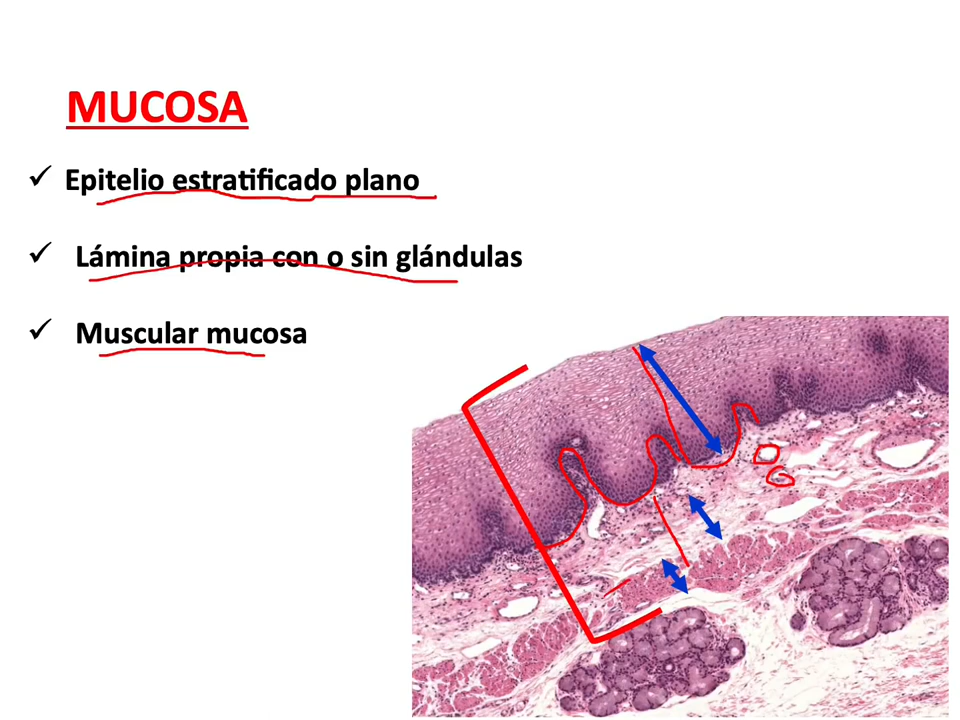 MUCOSA
✓ Epitelio estratificado plano
✓ Lámina propia con o sin glándulas
✓ Muscular mucosa